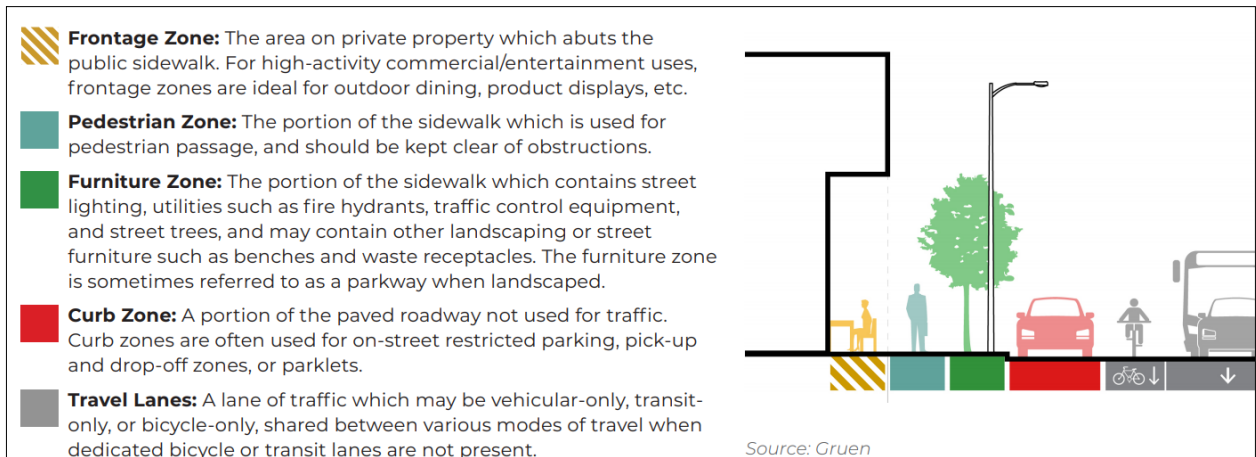 Frontage Zone: The area on private property which abuts the
public sidewalk. For high-activity commercial/entertainment uses,
frontage zones are ideal for outdoor dining, product displays, etc.
Pedestrian Zone: The portion of the sidewalk which is used for
pedestrian passage, and should be kept clear of obstructions.
Furniture Zone: The portion of the sidewalk which contains street
lighting, utilities such as fire hydrants, traffic control equipment,
and street trees, and may contain other landscaping or street
furniture such as benches and waste receptacles. The furniture zone
is sometimes referred to as a parkway when landscaped.
Curb Zone: A portion of the paved roadway not used for traffic.
Curb zones are often used for on-street restricted parking, pick-up
and drop-off zones, or parklets.
Travel Lanes: A lane of traffic which may be vehicular-only, transit-
only, or bicycle-only, shared between various modes of travel when
dedicated bicycle or transit lanes are not present.
Source: Gruen